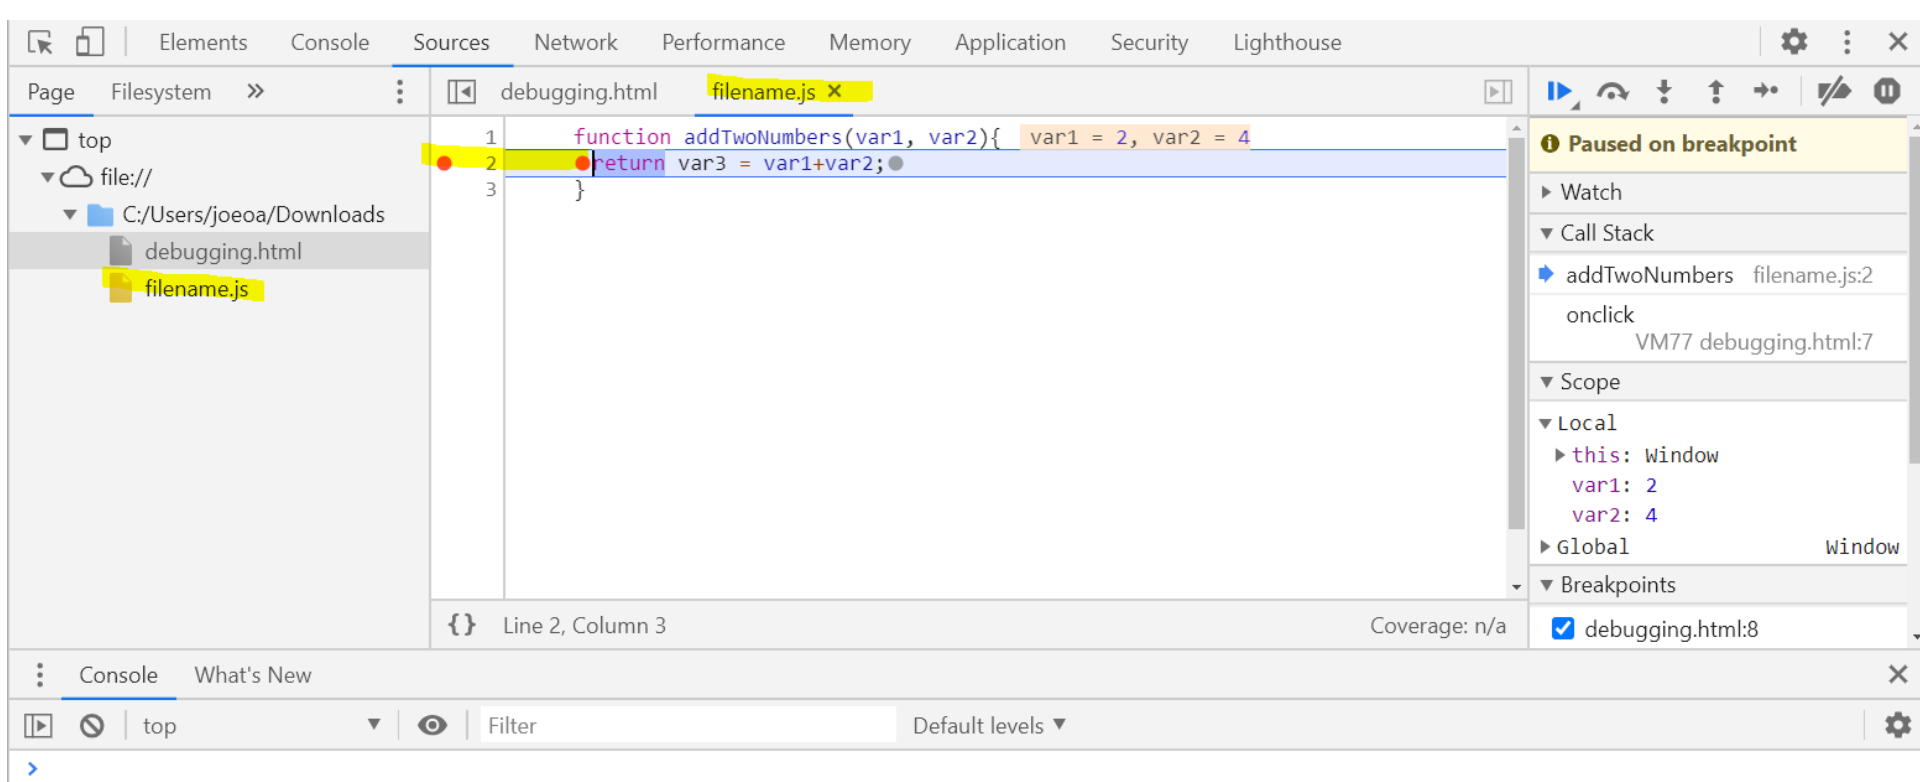 Elements Console Sources Network Performance Memory Application Security Lighthouse
Page Filesystem »
debugging.html filename.js ×
top
file://
C:/Users/joeoa/Downloads
debugging.html
filename.js
1 function addTwoNumbers(var1, var2){ var1 = 2, var2 = 4
2 return var3 = var1+var2;
3 }
{} Line 2, Column 3 Coverage: n/a
Paused on breakpoint
Watch
Call Stack
addTwoNumbers filename.js:2
onclick
VM77 debugging.html:7
Scope
Local
this: Window
var1: 2
var2: 4
Global Window
Breakpoints
debugging.html:8
Console What's New
top Filter Default levels
>